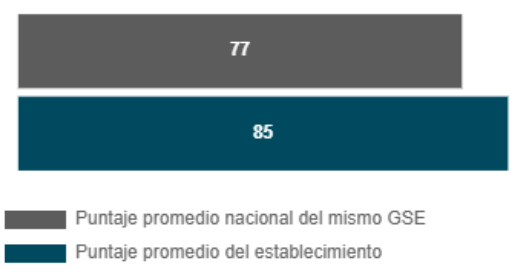 77
85
Puntaje promedio nacional del mismo GSE
Puntaje promedio del establecimiento